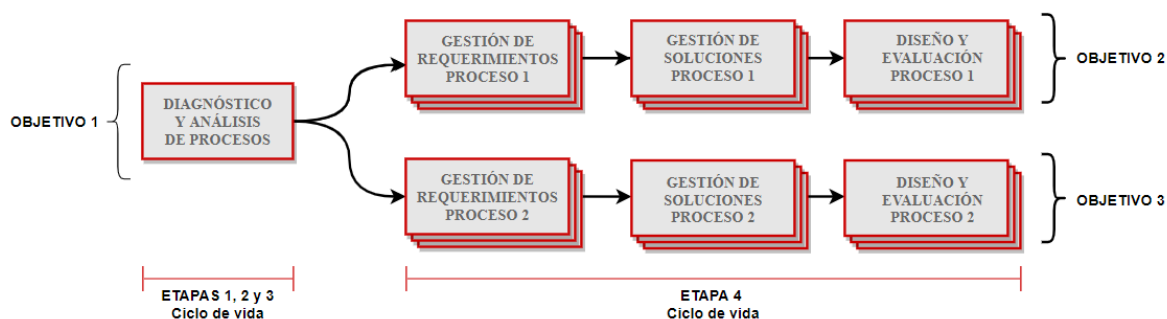 OBJETIVO 1
DIAGNÓSTICO
Y ANÁLISIS
DE PROCESOS
GESTIÓN DE
REQUERIMIENTOS
PROCESO 1
GESTIÓN DE
SOLUCIONES
PROCESO 1
DISEÑO Y
EVALUACIÓN
PROCESO 1
OBJETIVO 2
GESTIÓN DE
REQUERIMIENTOS
PROCESO 2
GESTIÓN DE
SOLUCIONES
PROCESO 2
DISEÑO Y
EVALUACIÓN
PROCESO 2
OBJETIVO 3
ETAPAS 1, 2 y 3
Ciclo de vida
ETAPA 4
Ciclo de vida